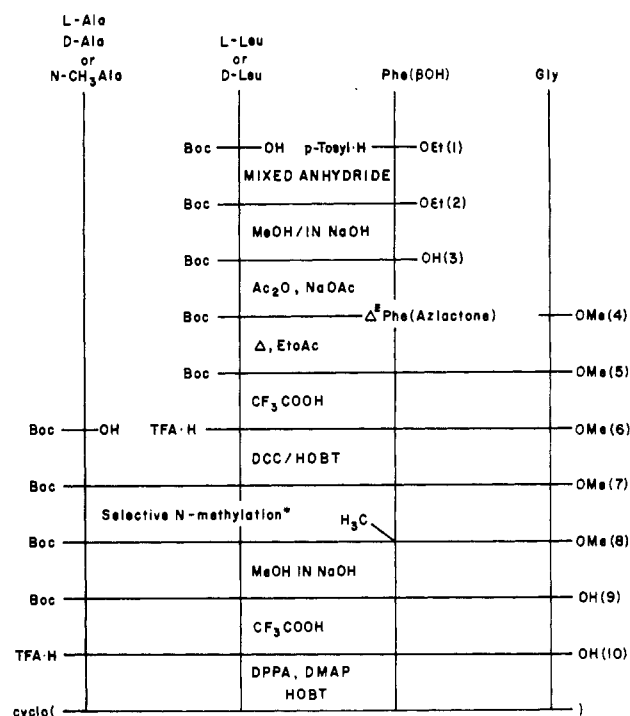 L-Ala
D-Ala
or
N-CH₃Ala
L-Leu
or
D-Leu
Phe(βOH)
Gly
Boc OH p-Tosyl·H OEt(1)
MIXED ANHYDRIDE
Boc OEt(2)
MeOH/IN NaOH
Boc OH(3)
Ac₂O, NaOAc
Boc ΔᶻPhe(Azlactone) OMe(4)
Δ, EtoAc
Boc OMe(5)
CF₃COOH
Boc OH TFA·H OMe(6)
DCC/HOBT
Boc OMe(7)
Selective N-methylation*
H₃C
Boc OMe(8)
MeOH IN NaOH
Boc OH(9)
CF₃COOH
TFA·H OH(10)
DPPA, DMAP
HOBT
cyclo( )